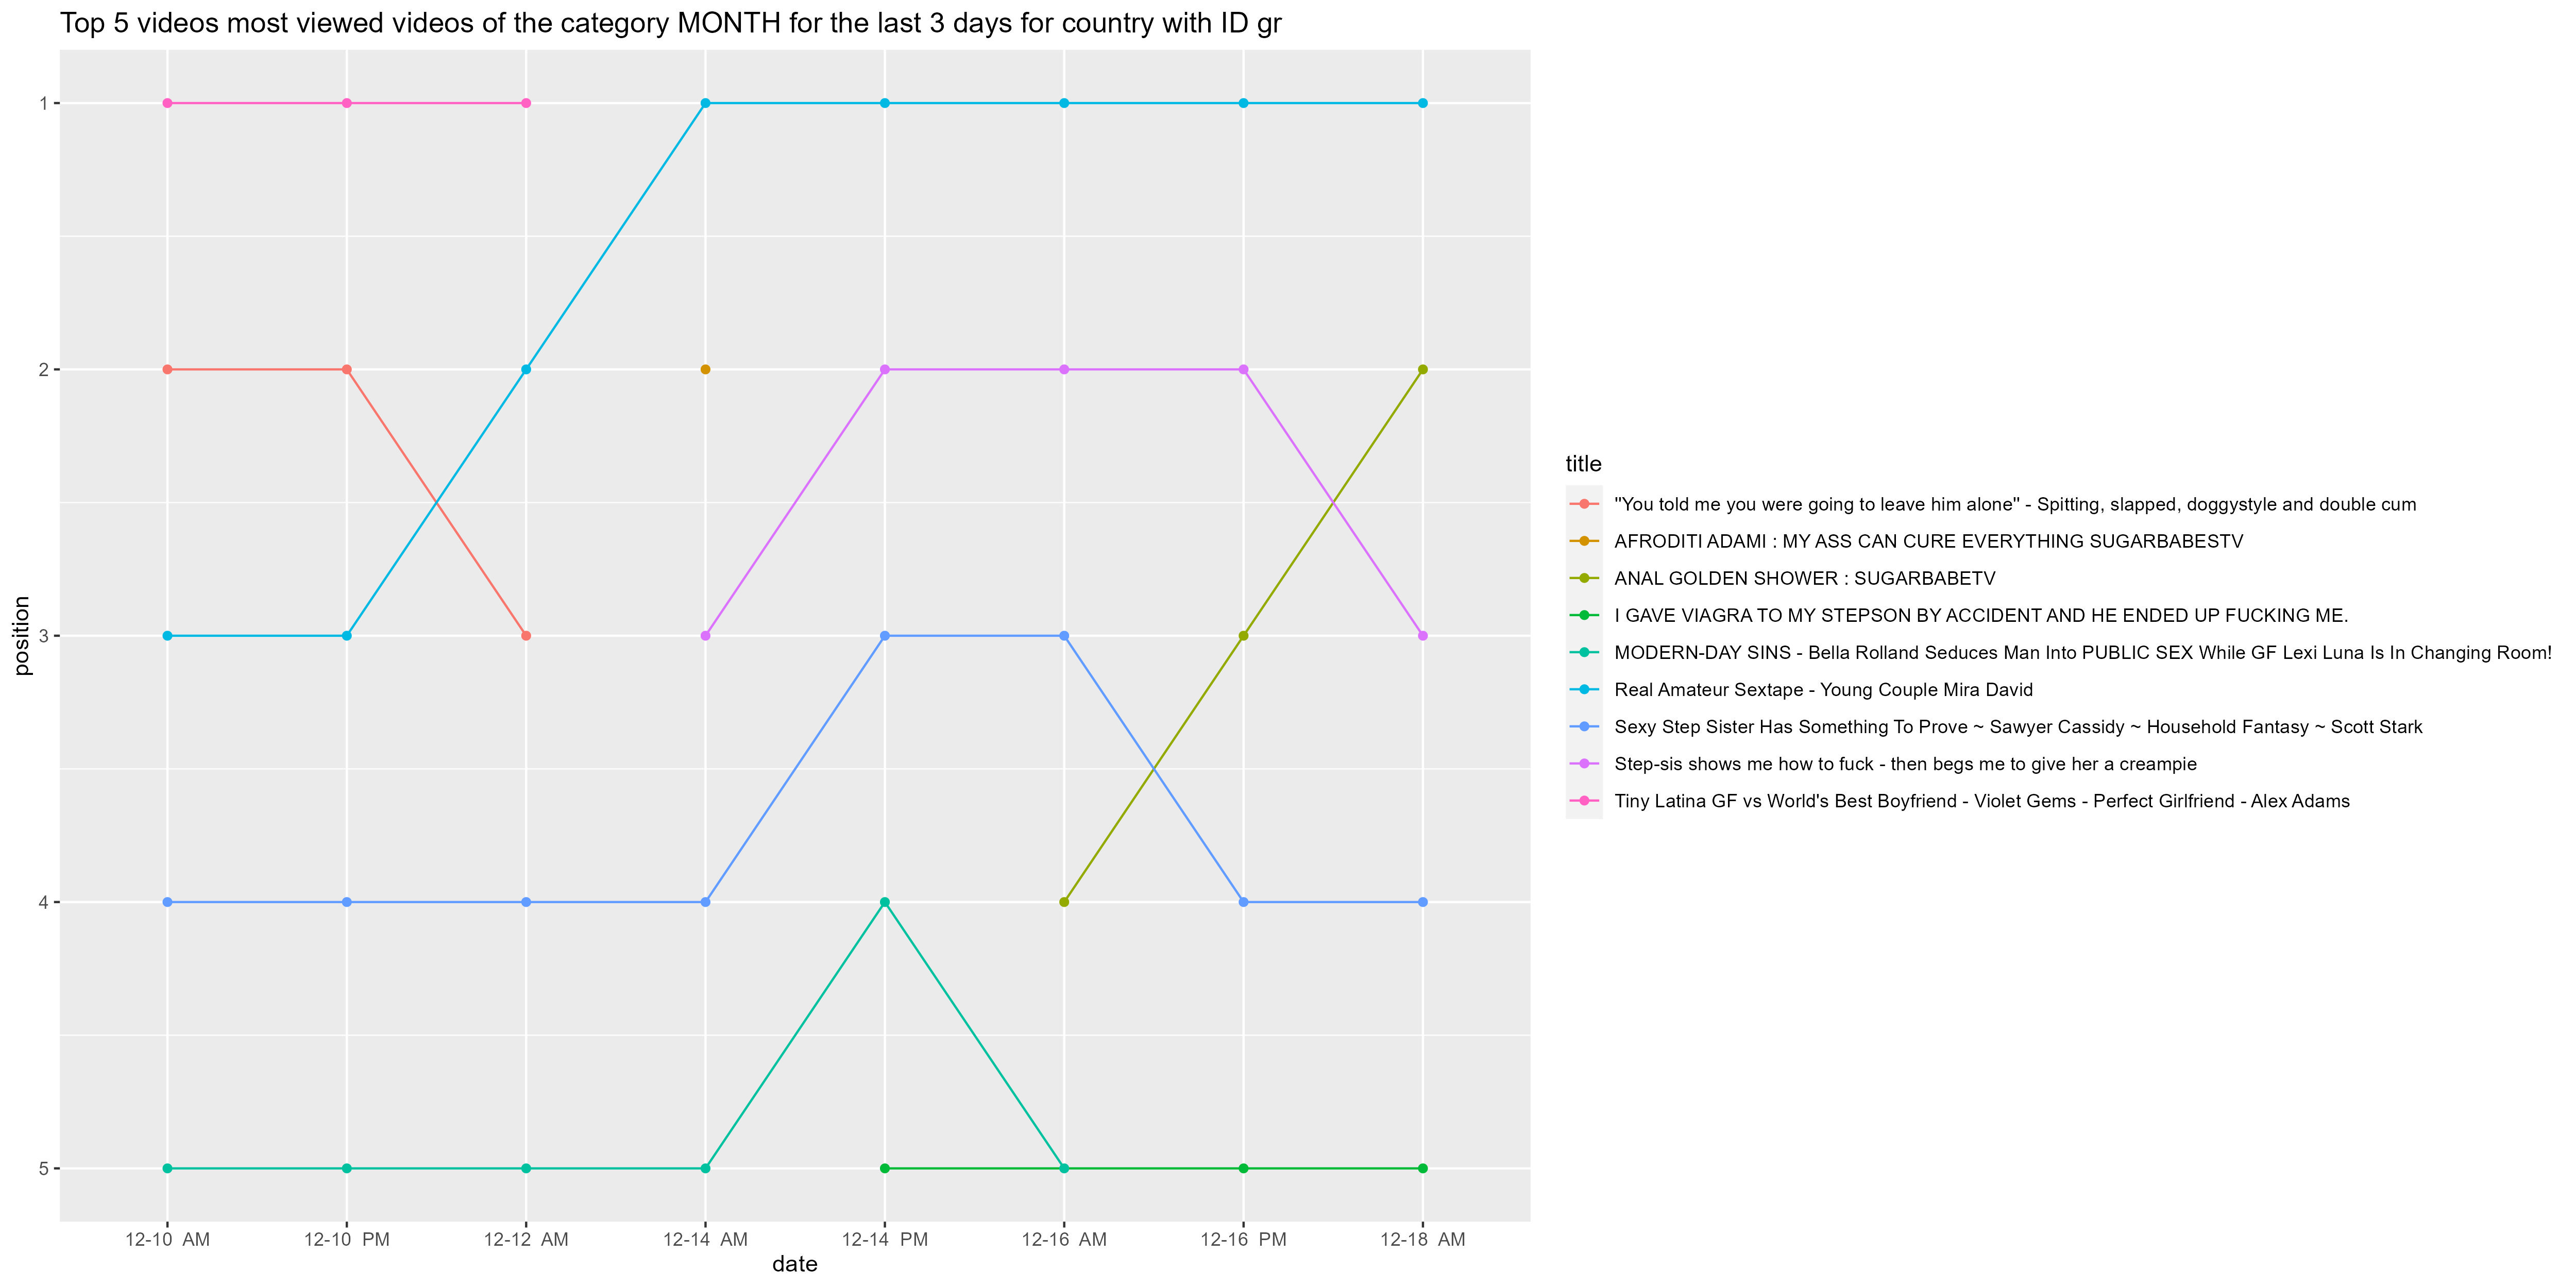 Top 5 videos most viewed videos of the category MONTH for the last 3 days for country with ID gr
position
1
2
3
4
5
12-10 AM
12-10 PM
12-12 AM
12-14 AM
12-14 PM
12-16 AM
12-16 PM
12-18 AM
date
title
"You told me you were going to leave him alone" - Spitting, slapped, doggystyle and double cum
AFRODITI ADAMI : MY ASS CAN CURE EVERYTHING SUGARBABESTV
ANAL GOLDEN SHOWER : SUGARBABETV
I GAVE VIAGRA TO MY STEPSON BY ACCIDENT AND HE ENDED UP FUCKING ME.
MODERN-DAY SINS - Bella Rolland Seduces Man Into PUBLIC SEX While GF Lexi Luna Is In Changing Room!
Real Amateur Sextape - Young Couple Mira David
Sexy Step Sister Has Something To Prove ~ Sawyer Cassidy ~ Household Fantasy ~ Scott Stark
Step-sis shows me how to fuck - then begs me to give her a creampie
Tiny Latina GF vs World's Best Boyfriend - Violet Gems - Perfect Girlfriend - Alex Adams